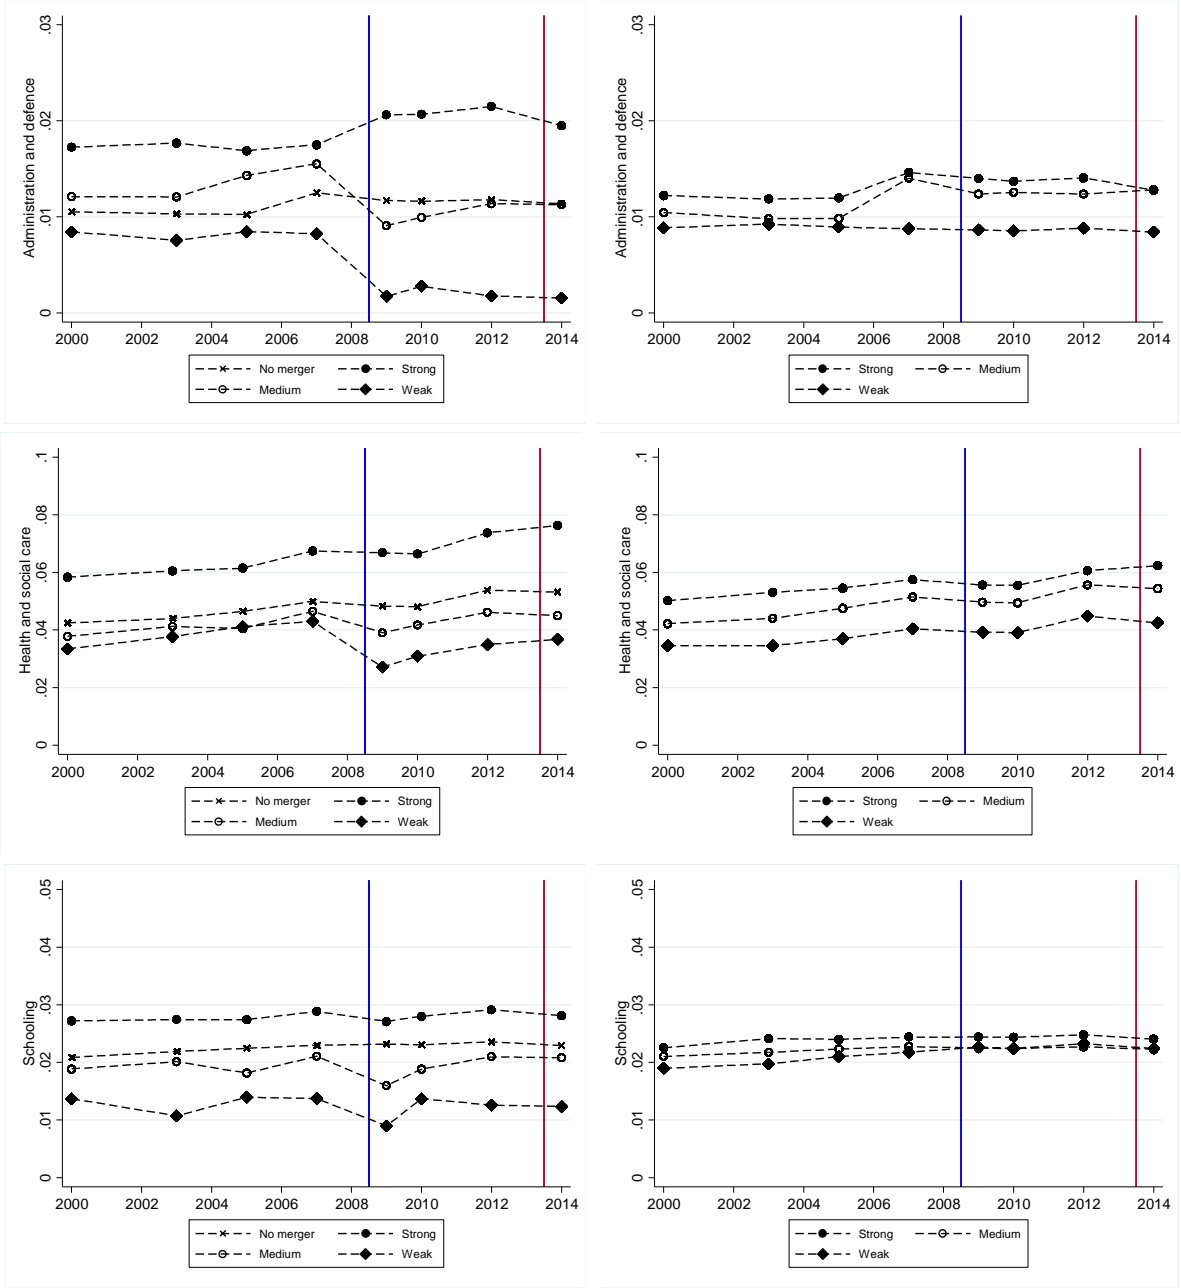 Administration and defence
.03
.02
.01
0
2000 2002 2004 2006 2008 2010 2012 2014
No merger Strong
Medium Weak
Administration and defence
.03
.02
.01
0
2000 2002 2004 2006 2008 2010 2012 2014
Strong Medium
Weak
Health and social care
.1
.08
.06
.04
.02
0
2000 2002 2004 2006 2008 2010 2012 2014
No merger Strong
Medium Weak
Health and social care
.1
.08
.06
.04
.02
0
2000 2002 2004 2006 2008 2010 2012 2014
Strong Medium
Weak
Schooling
.05
.04
.03
.02
.01
0
2000 2002 2004 2006 2008 2010 2012 2014
No merger Strong
Medium Weak
Schooling
.05
.04
.03
.02
.01
0
2000 2002 2004 2006 2008 2010 2012 2014
Strong Medium
Weak